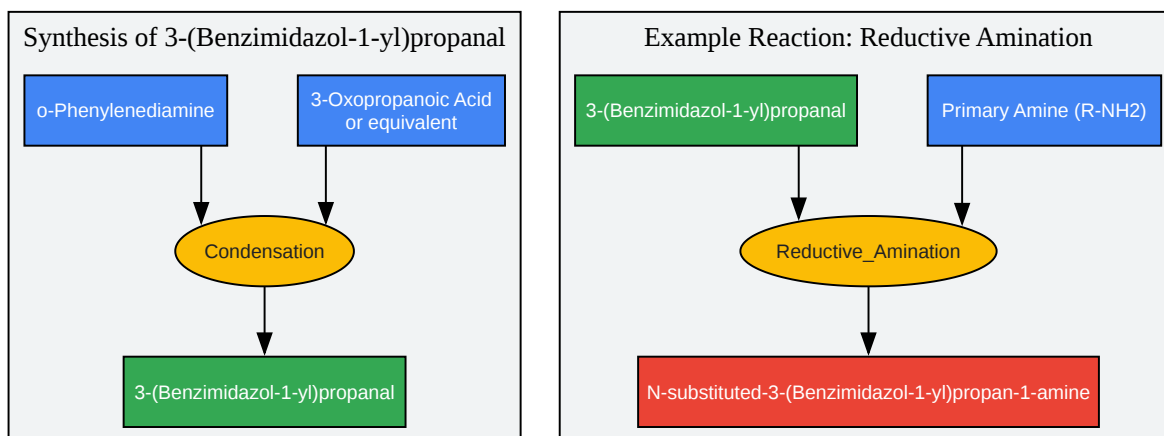 Synthesis of 3-(Benzimidazol-1-yl)propanal
o-Phenylenediamine
3-Oxopropanoic Acid
or equivalent
Condensation
3-(Benzimidazol-1-yl)propanal
Example Reaction: Reductive Amination
3-(Benzimidazol-1-yl)propanal
Primary Amine (R-NH2)
Reductive_Amination
N-substituted-3-(Benzimidazol-1-yl)propan-1-amine